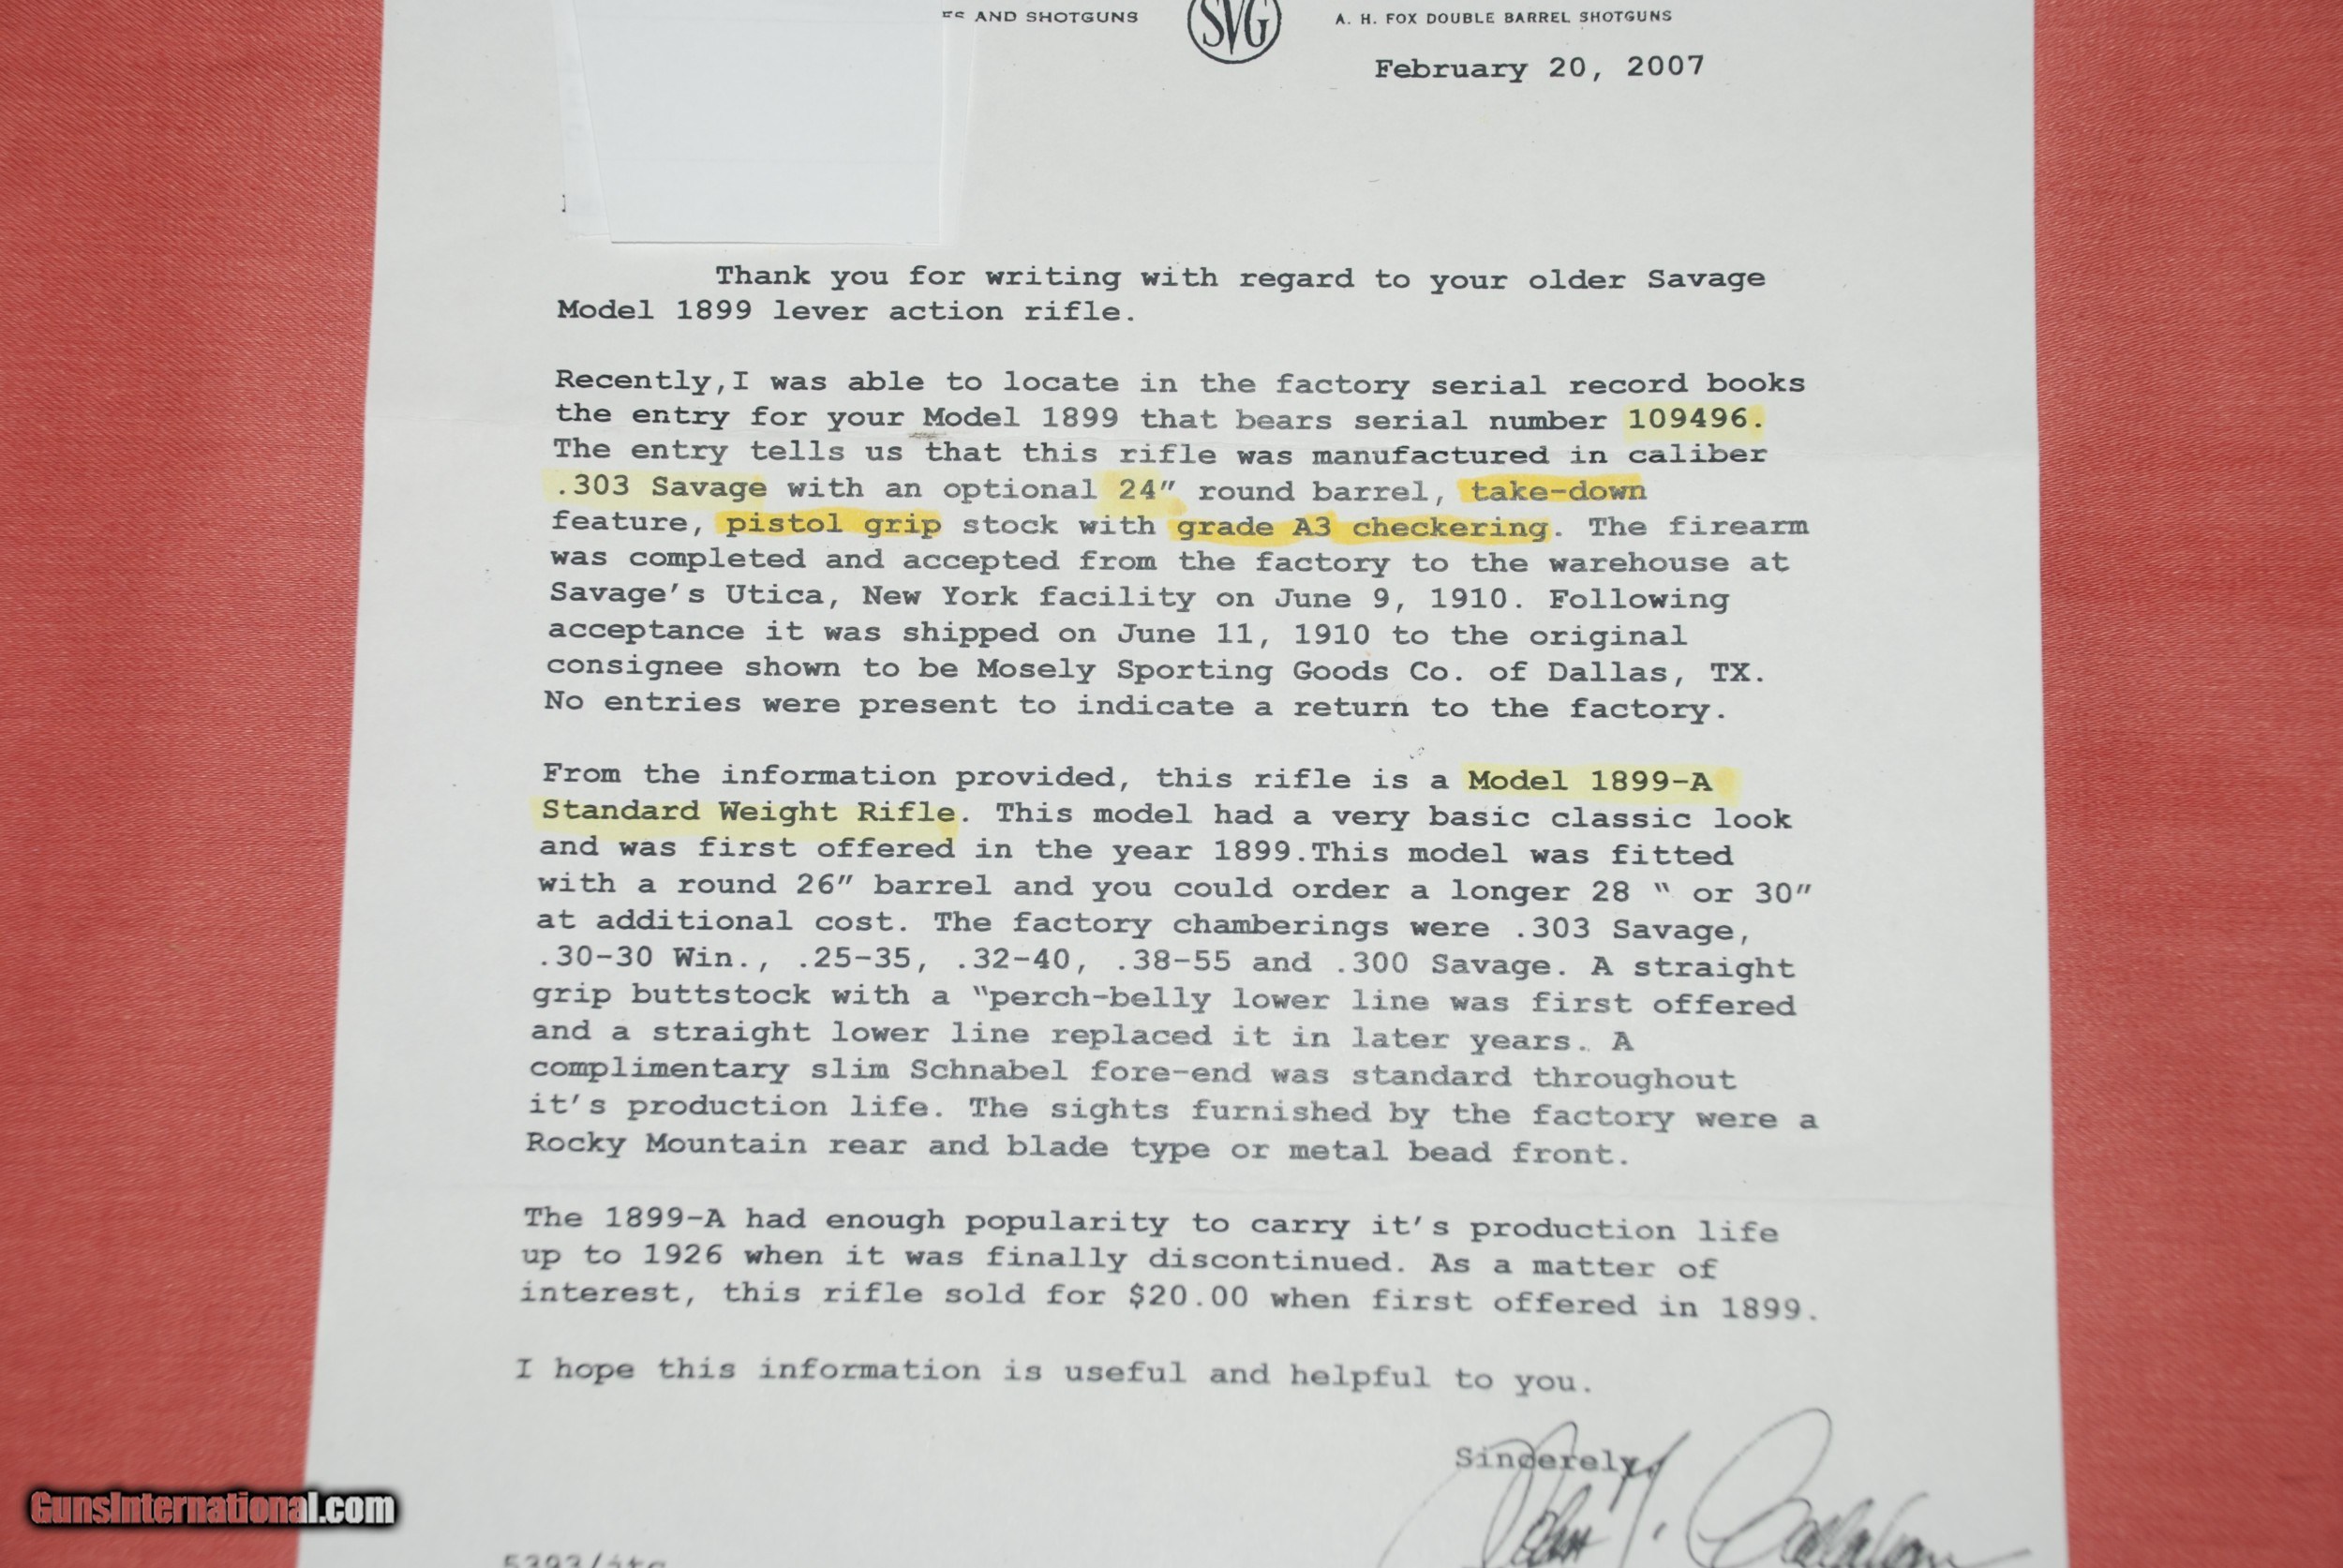 AND SHOTGUNS
SVG
A. H. FOX DOUBLE BARREL SHOTGUNS
February 20, 2007
Thank you for writing with regard to your older Savage
Model 1899 lever action rifle.
Recently,I was able to locate in the factory serial record books
the entry for your Model 1899 that bears serial number 109496.
The entry tells us that this rifle was manufactured in caliber
.303 Savage with an optional 24" round barrel, take-down
feature, pistol grip stock with grade A3 checkering. The firearm
was completed and accepted from the factory to the warehouse at
Savage's Utica, New York facility on June 9, 1910. Following
acceptance it was shipped on June 11, 1910 to the original
consignee shown to be Mosely Sporting Goods Co. of Dallas, TX.
No entries were present to indicate a return to the factory.
From the information provided, this rifle is a Model 1899-A
Standard Weight Rifle. This model had a very basic classic look
and was first offered in the year 1899.This model was fitted
with a round 26" barrel and you could order a longer 28 " or 30"
at additional cost. The factory chamberings were .303 Savage,
.30-30 Win., .25-35, .32-40, .38-55 and .300 Savage. A straight
grip buttstock with a "perch-belly lower line was first offered
and a straight lower line replaced it in later years. A
complimentary slim Schnabel fore-end was standard throughout
it's production life. The sights furnished by the factory were a
Rocky Mountain rear and blade type or metal bead front.
The 1899-A had enough popularity to carry it's production life
up to 1926 when it was finally discontinued. As a matter of
interest, this rifle sold for $20.00 when first offered in 1899.
I hope this information is useful and helpful to you.
Sincerely,
John T. Callahan
GunsInternational.com